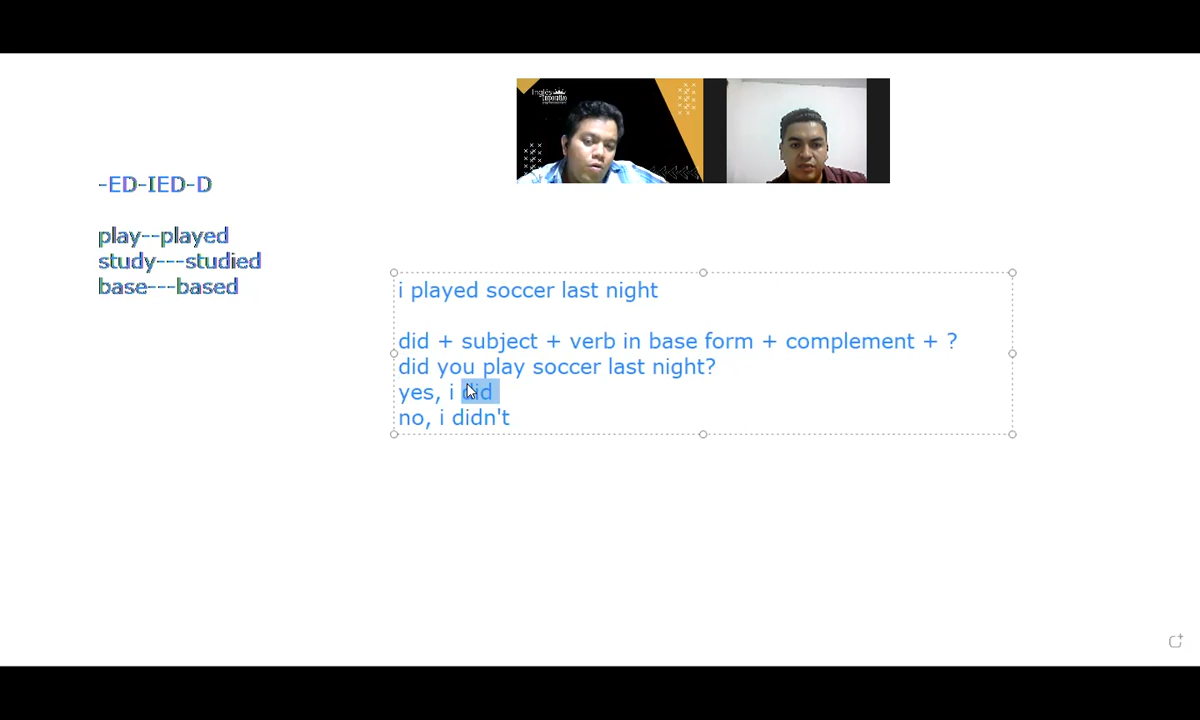 Inglés
-ED-IED-D
play--played
study---studied
base---based
i played soccer last night
did + subject + verb in base form + complement + ?
did you play soccer last night?
yes, i did
no, i didn't